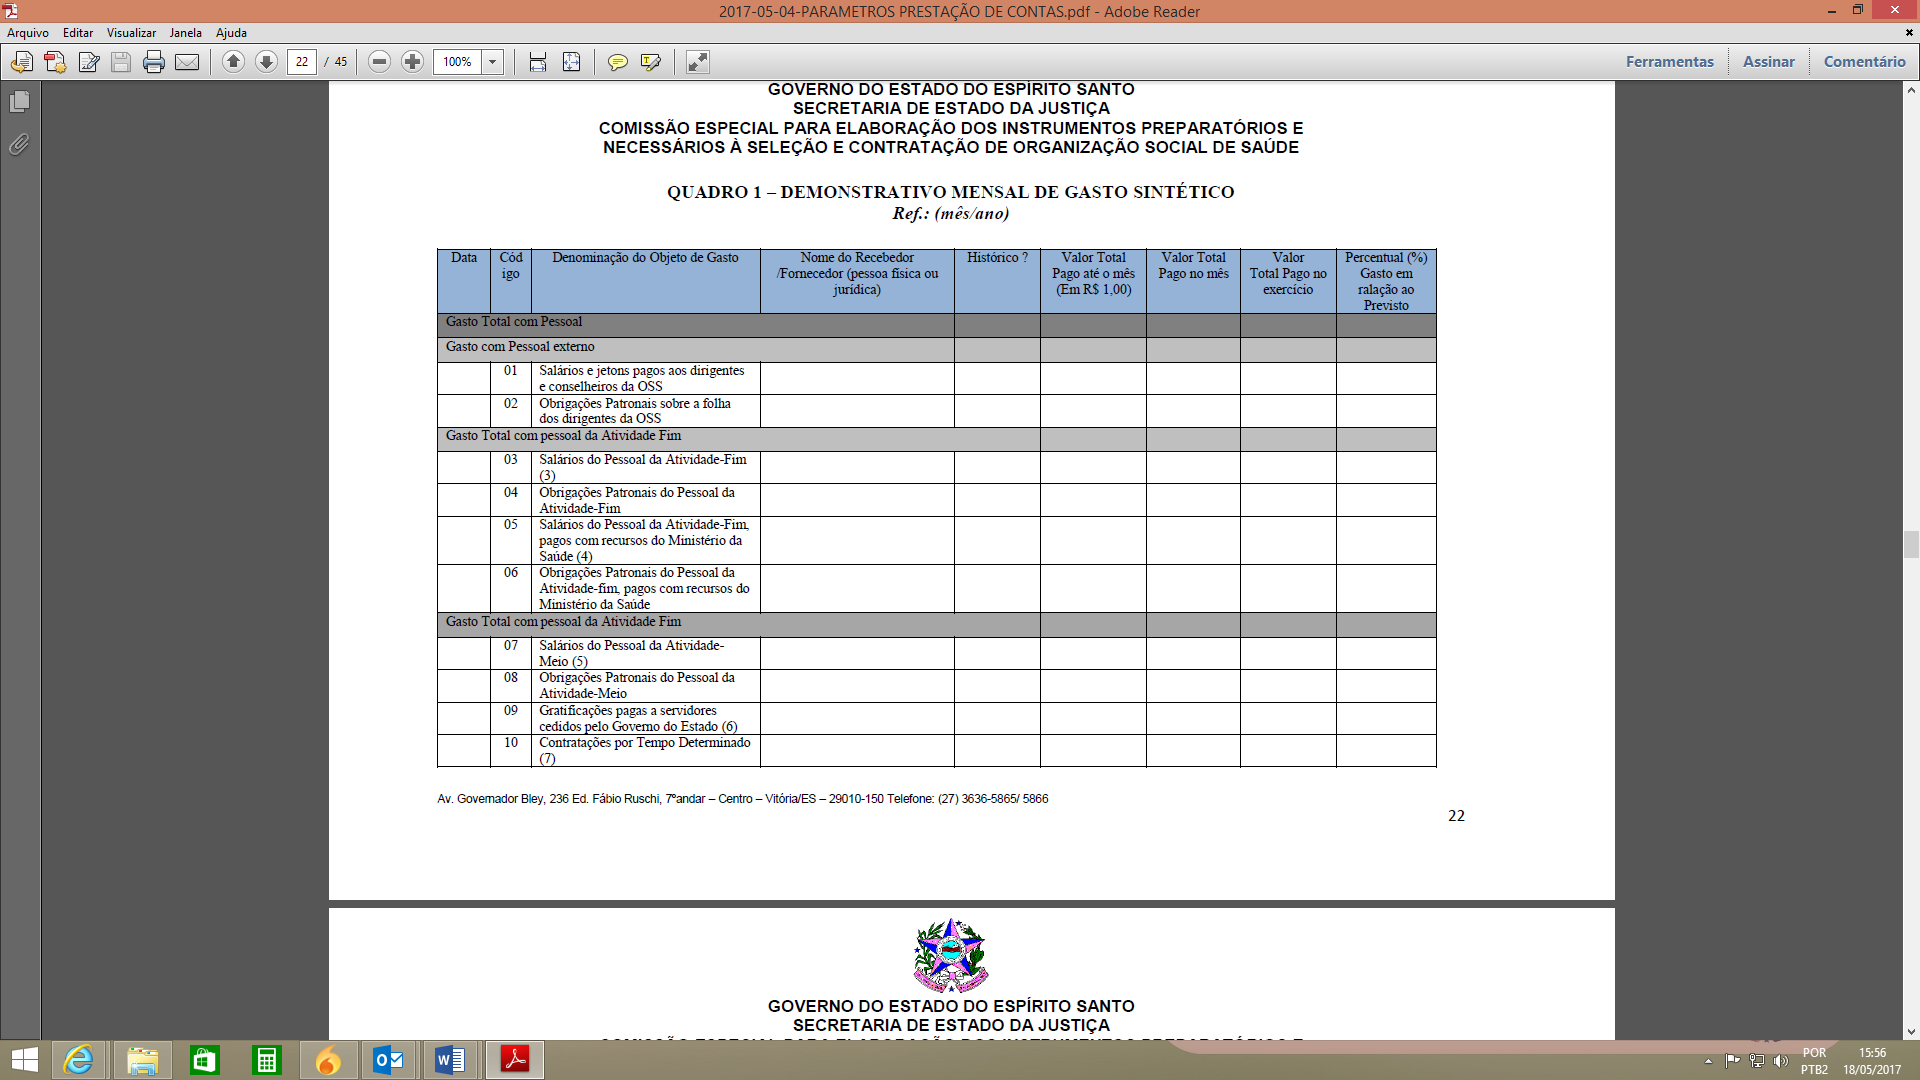 2017-05-04-PARAMETROS PRESTAÇÃO DE CONTAS.pdf - Adobe Reader
Arquivo Editar Visualizar Janela Ajuda
22 / 45 100% Ferramentas Assinar Comentário
GOVERNO DO ESTADO DO ESPÍRITO SANTO
SECRETARIA DE ESTADO DA JUSTIÇA
COMISSÃO ESPECIAL PARA ELABORAÇÃO DOS INSTRUMENTOS PREPARATÓRIOS E
NECESSÁRIOS À SELEÇÃO E CONTRATAÇÃO DE ORGANIZAÇÃO SOCIAL DE SAÚDE
QUADRO 1 – DEMONSTRATIVO MENSAL DE GASTO SINTÉTICO
Ref.: (mês/ano)
Data
Cód
igo
Denominação do Objeto de Gasto
Nome do Recebedor
/Fornecedor (pessoa física ou
jurídica)
Histórico ?
Valor Total
Pago até o mês
(Em R$ 1,00)
Valor Total
Pago no mês
Valor
Total Pago no
exercício
Percentual (%)
Gasto em
ralação ao
Previsto
Gasto Total com Pessoal
Gasto com Pessoal externo
01 Salários e jetons pagos aos dirigentes
e conselheiros da OSS
02 Obrigações Patronais sobre a folha
dos dirigentes da OSS
Gasto Total com pessoal da Atividade Fim
03 Salários do Pessoal da Atividade-Fim
(3)
04 Obrigações Patronais do Pessoal da
Atividade-Fim
05 Salários do Pessoal da Atividade-Fim,
pagos com recursos do Ministério da
Saúde (4)
06 Obrigações Patronais do Pessoal da
Atividade-fim, pagos com recursos do
Ministério da Saúde
Gasto Total com pessoal da Atividade Fim
07 Salários do Pessoal da Atividade-
Meio (5)
08 Obrigações Patronais do Pessoal da
Atividade-Meio
09 Gratificações pagas a servidores
cedidos pelo Governo do Estado (6)
10 Contratações por Tempo Determinado
(7)
Av. Governador Bley, 236 Ed. Fábio Ruschi, 7ºandar – Centro – Vitória/ES – 29010-150 Telefone: (27) 3636-5865/ 5866
22
GOVERNO DO ESTADO DO ESPÍRITO SANTO
SECRETARIA DE ESTADO DA JUSTIÇA
COMISSÃO ESPECIAL PARA ELABORAÇÃO DOS INSTRUMENTOS PREPARATÓRIOS E
POR 15:56
PTB2 18/05/2017